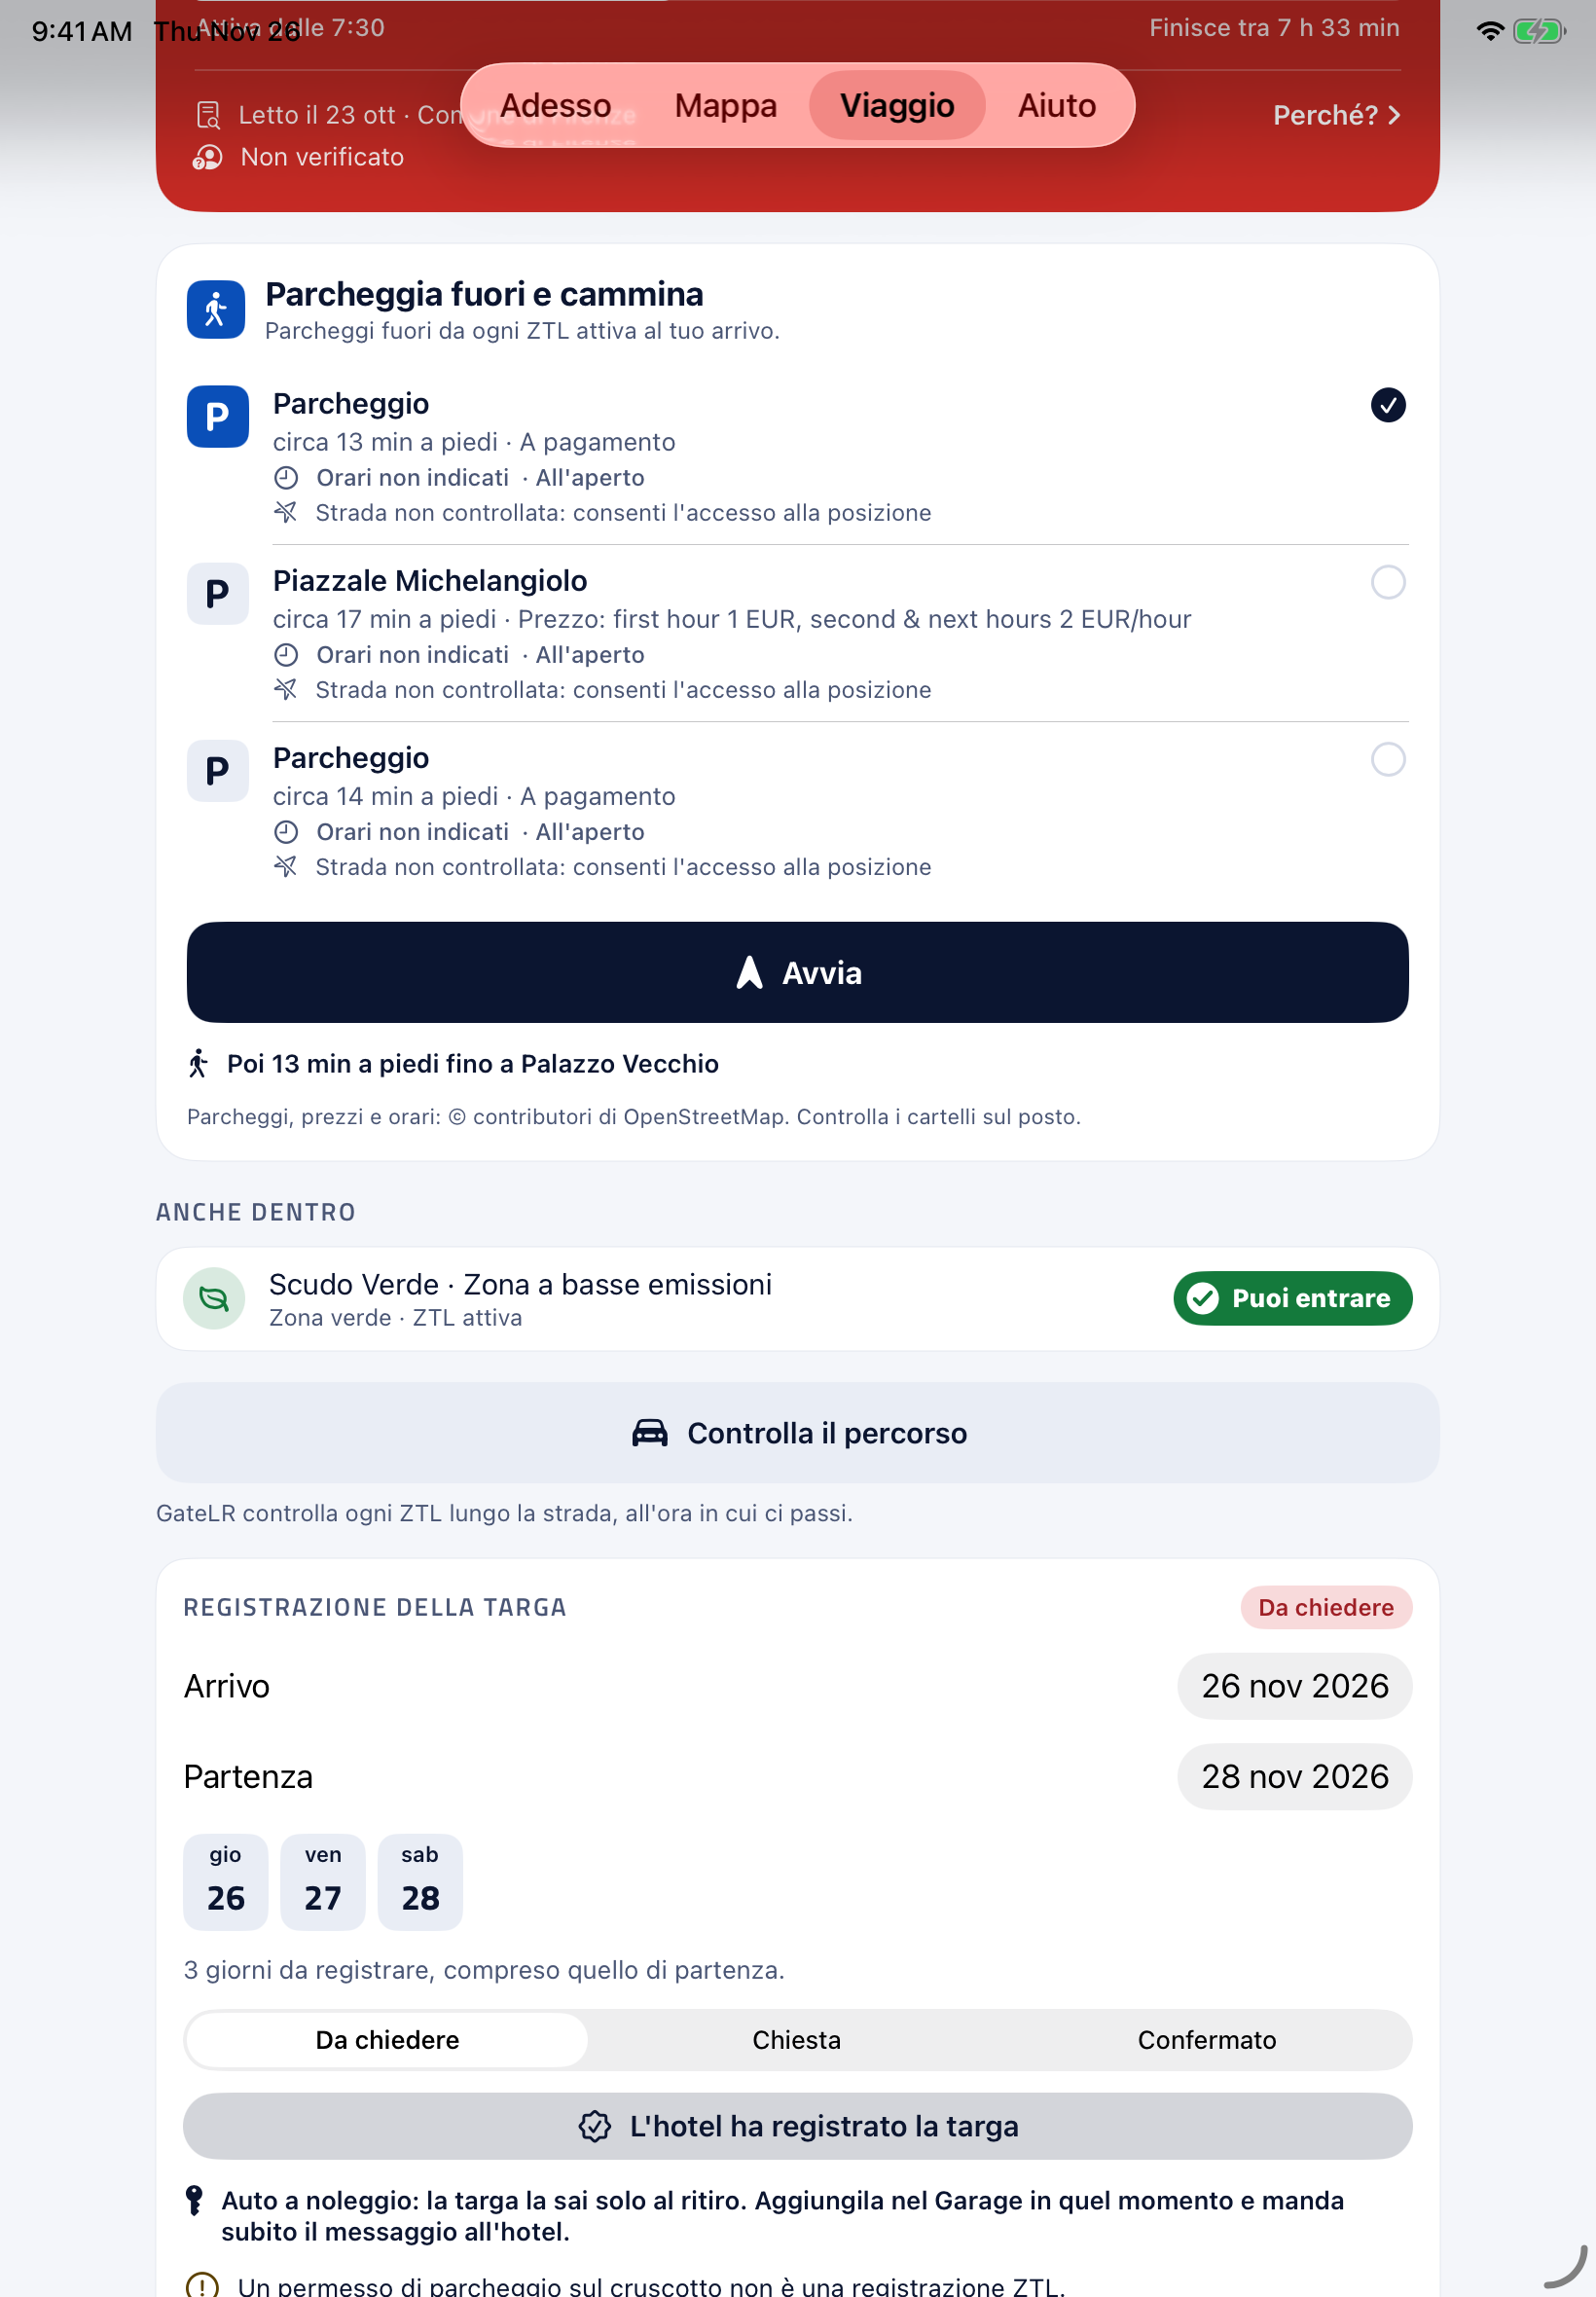 9:41 AM Thu Nov 26
Attiva dalle 7:30
Finisce tra 7 h 33 min
Adesso
Mappa
Viaggio
Aiuto
Letto il 23 ott · Comune di Firenze
Perché?
Non verificato
Parcheggia fuori e cammina
Parcheggi fuori da ogni ZTL attiva al tuo arrivo.
P Parcheggio
circa 13 min a piedi · A pagamento
Orari non indicati · All'aperto
Strada non controllata: consenti l'accesso alla posizione
P Piazzale Michelangiolo
circa 17 min a piedi · Prezzo: first hour 1 EUR, second & next hours 2 EUR/hour
Orari non indicati · All'aperto
Strada non controllata: consenti l'accesso alla posizione
P Parcheggio
circa 14 min a piedi · A pagamento
Orari non indicati · All'aperto
Strada non controllata: consenti l'accesso alla posizione
Avvia
Poi 13 min a piedi fino a Palazzo Vecchio
Parcheggi, prezzi e orari: © contributori di OpenStreetMap. Controlla i cartelli sul posto.
ANCHE DENTRO
Scudo Verde · Zona a basse emissioni
Zona verde · ZTL attiva
Puoi entrare
Controlla il percorso
GateLR controlla ogni ZTL lungo la strada, all'ora in cui ci passi.
REGISTRAZIONE DELLA TARGA
Da chiedere
Arrivo
26 nov 2026
Partenza
28 nov 2026
gio ven sab
26 27 28
3 giorni da registrare, compreso quello di partenza.
Da chiedere
Chiesta
Confermato
L'hotel ha registrato la targa
Auto a noleggio: la targa la sai solo al ritiro. Aggiungila nel Garage in quel momento e manda
subito il messaggio all'hotel.
Un permesso di parcheggio sul cruscotto non è una registrazione ZTL.